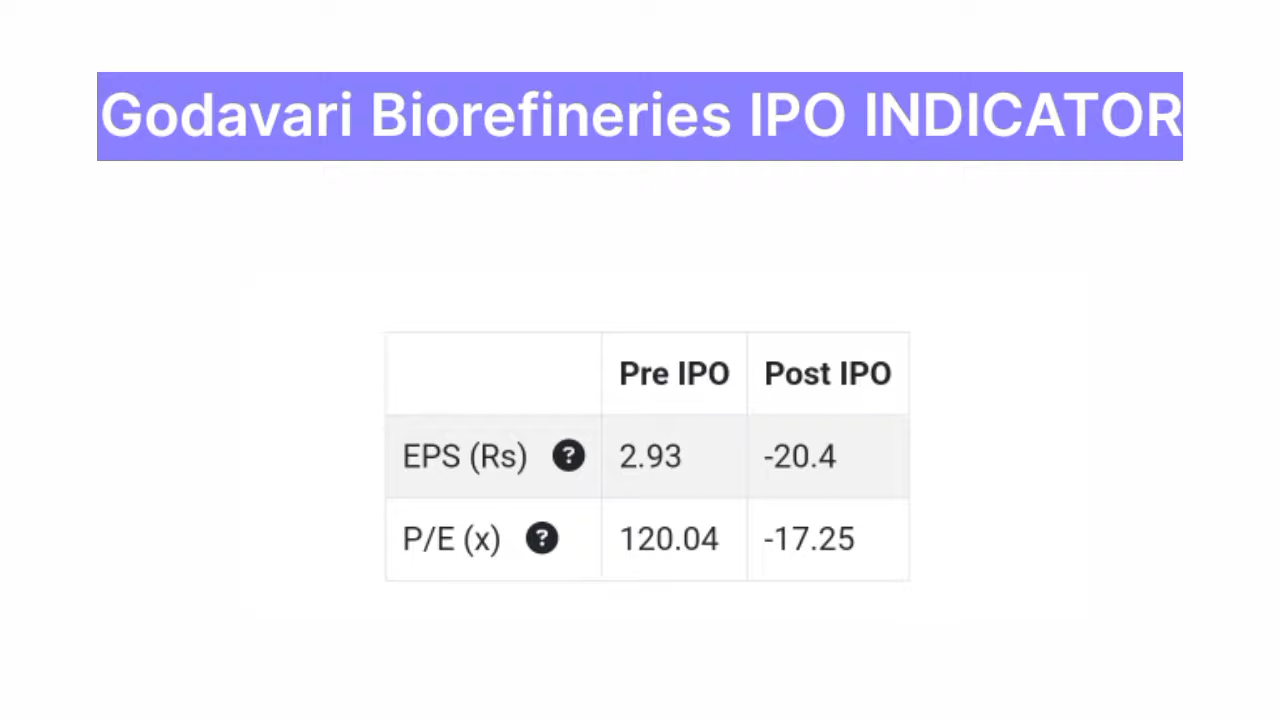 Godavari Biorefineries IPO INDICATOR
Pre IPO Post IPO
EPS (Rs) ? 2.93 -20.4
P/E (x) ? 120.04 -17.25